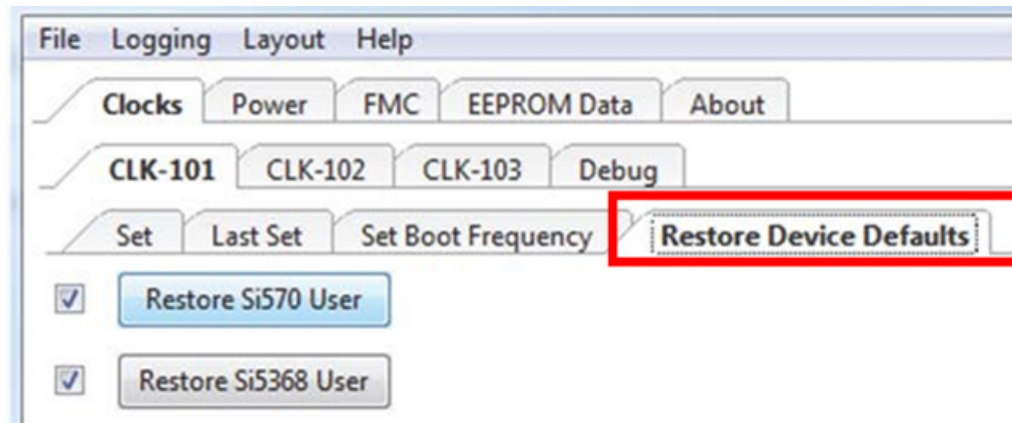 File Logging Layout Help
Clocks Power FMC EEPROM Data About
CLK-101 CLK-102 CLK-103 Debug
Set Last Set Set Boot Frequency Restore Device Defaults
Restore Si570 User
Restore Si5368 User